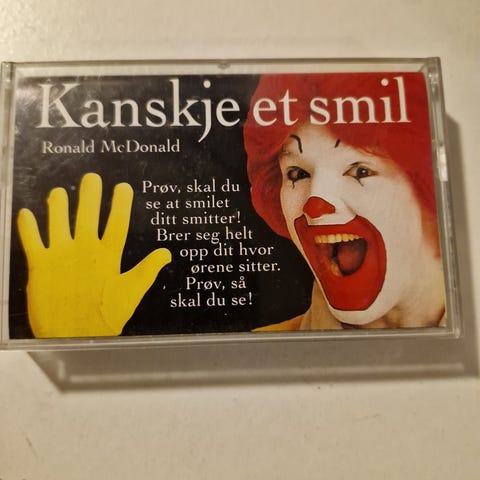 Kanskje et smil
Ronald McDonald
Prøv, skal du
se at smilet
ditt smitter!
Brer seg helt
opp dit hvor
ørene sitter.
Prøv, så
skal du se!